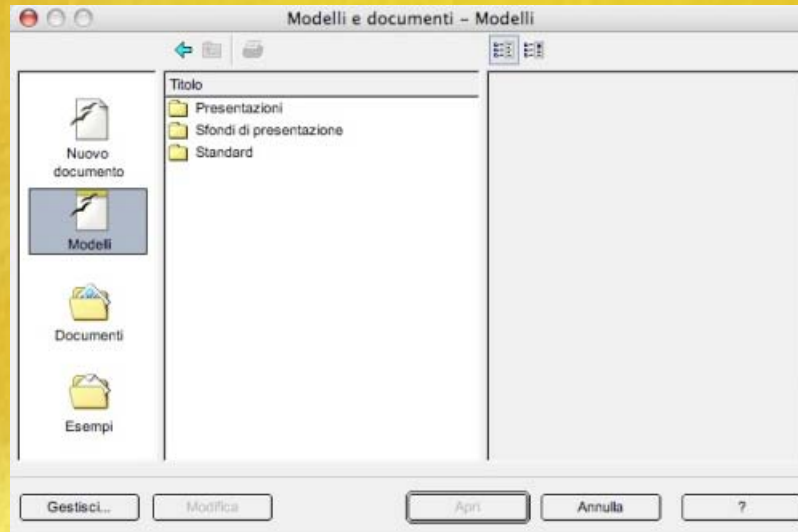 Modelli e documenti – Modelli
Nuovo
documento
Modelli
Documenti
Esempi
Titolo
Presentazioni
Sfondi di presentazione
Standard
Gestisci...
Modifica
Apri
Annulla
?